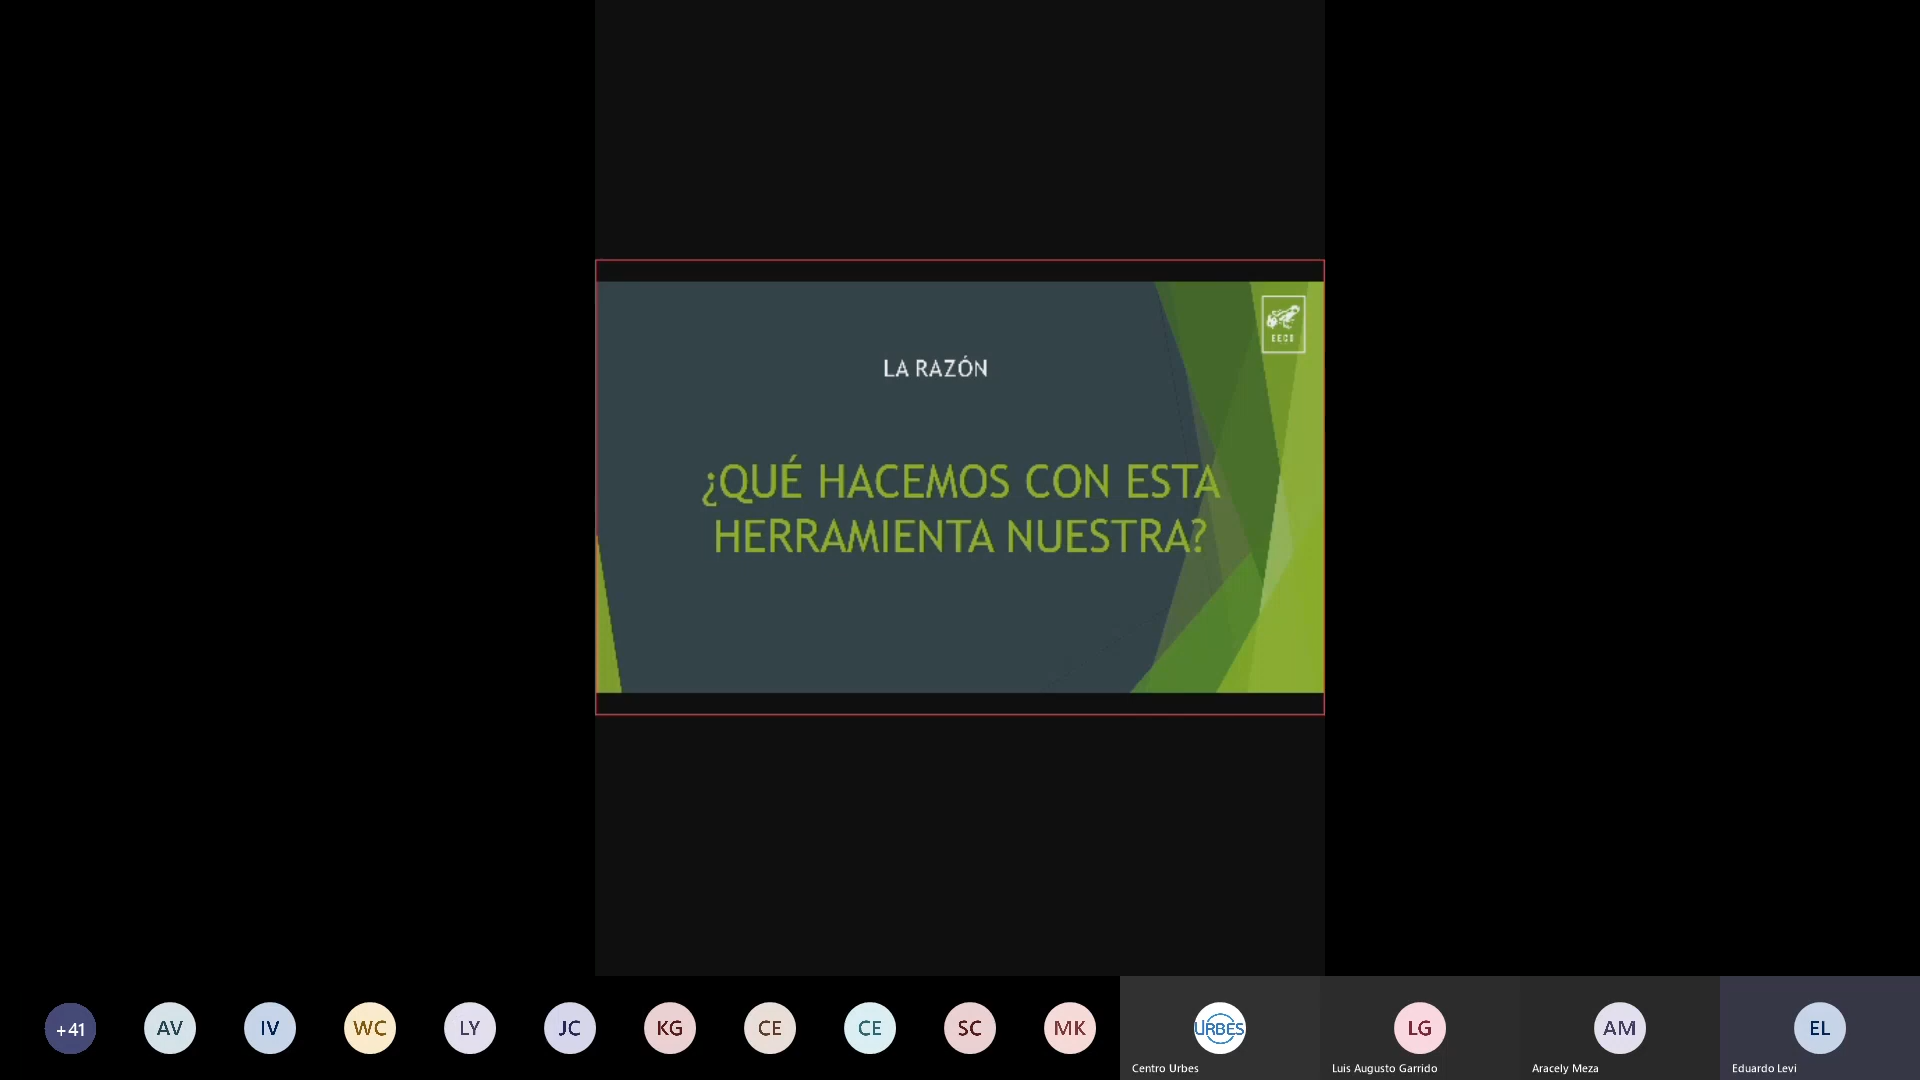 EECO
LA RAZÓN
¿QUÉ HACEMOS CON ESTA
HERRAMIENTA NUESTRA?
+41
AV
IV
WC
LY
JC
KG
CE
CE
SC
MK
URBES
LG
AM
EL
Centro Urbes
Luis Augusto Garrido
Aracely Meza
Eduardo Levi